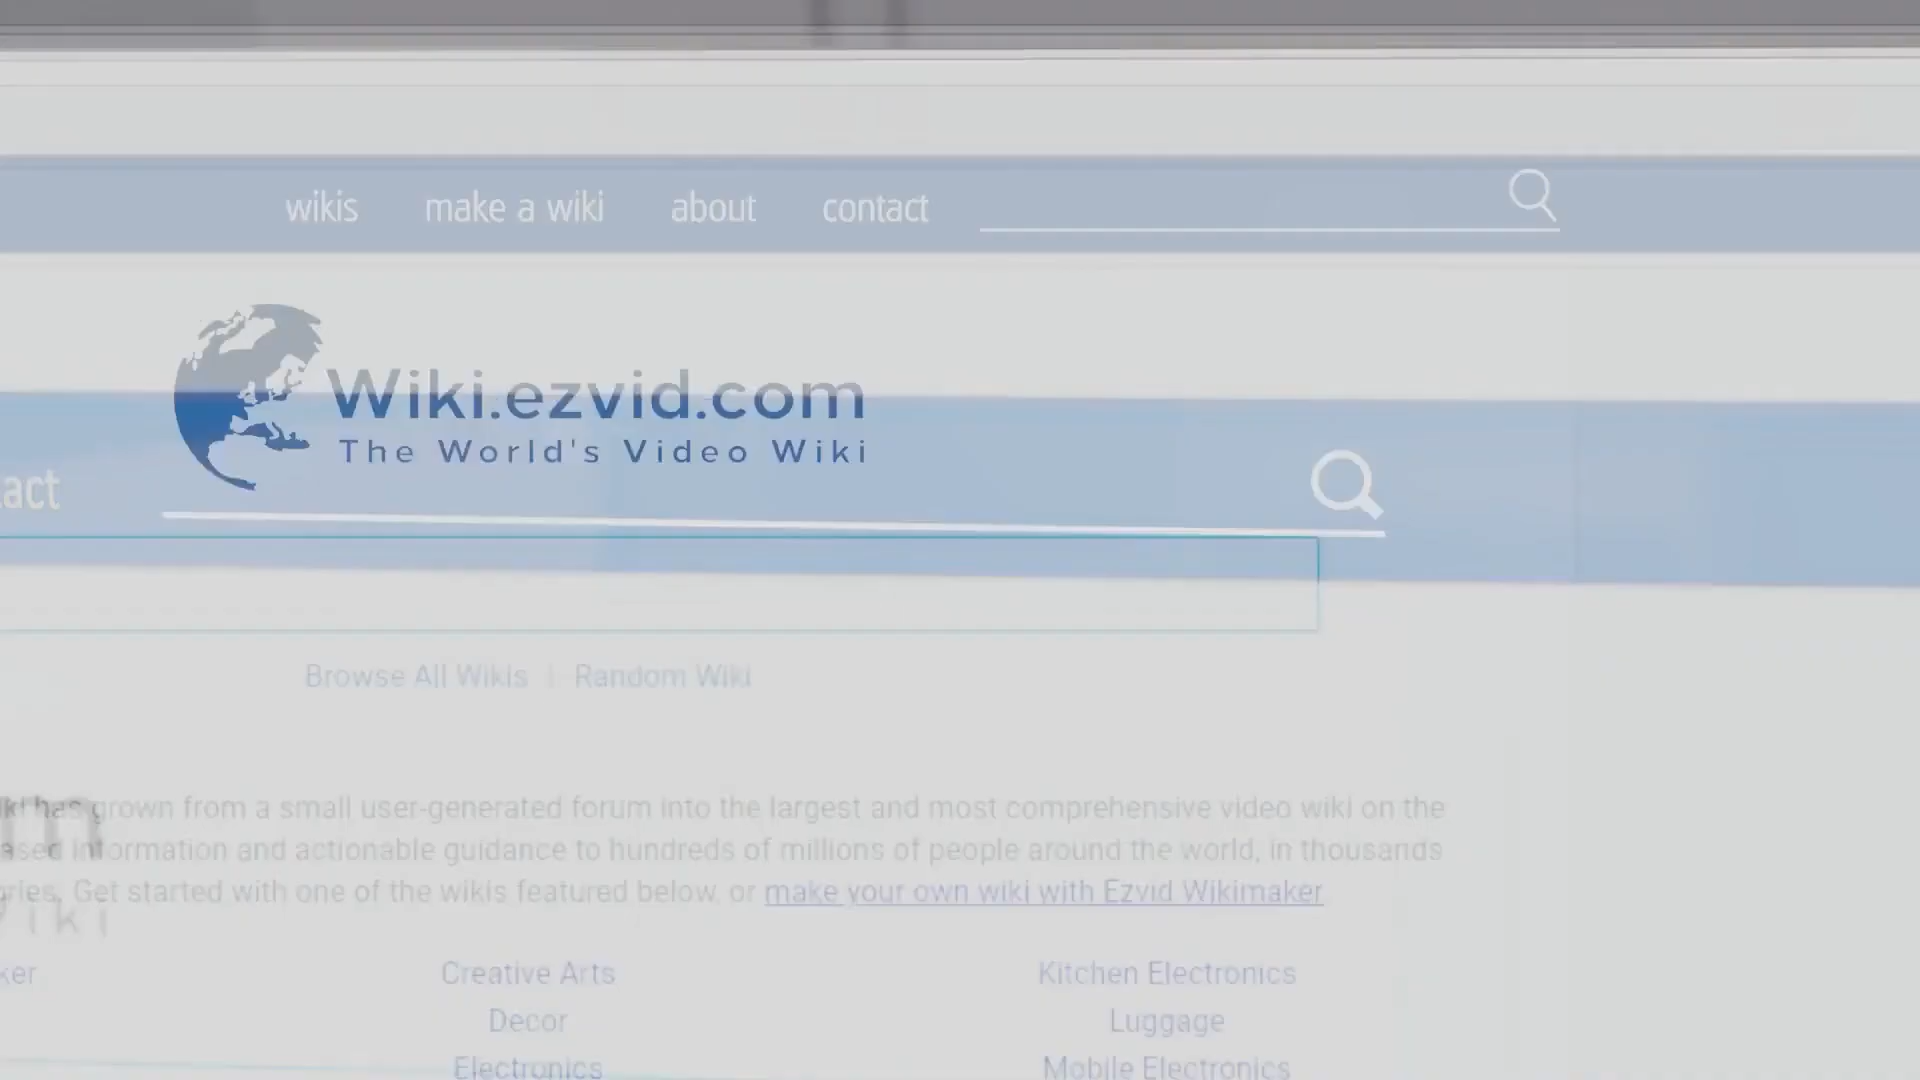 wikis make a wiki about contact
Wiki.ezvid.com
The World's Video Wiki
act
Browse All Wikis | Random Wiki
has grown from a small user-generated forum into the largest and most comprehensive video wiki on the
information and actionable guidance to hundreds of millions of people around the world, in thousands
Get started with one of the wikis featured below, or make your own wiki with Ezvid Wikimaker
Wiki
ker Creative Arts Kitchen Electronics
Decor Luggage
Electronics Mobile Electronics